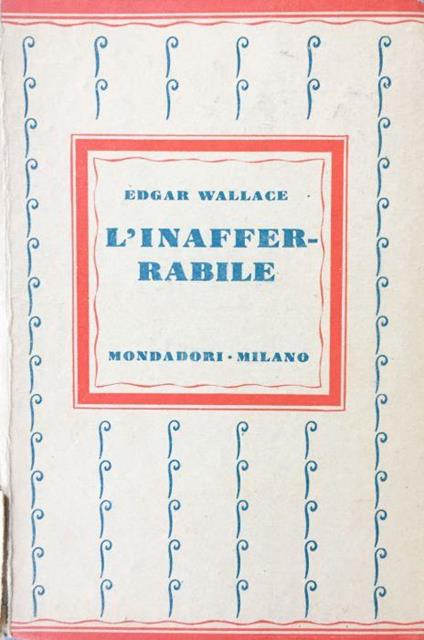 EDGAR WALLACE
L'INAFFER-
RABILE
MONDADORI · MILANO